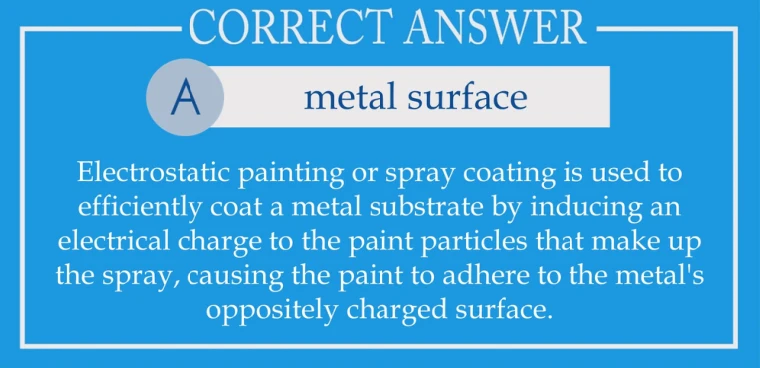 CORRECT ANSWER
A metal surface
Electrostatic painting or spray coating is used to
efficiently coat a metal substrate by inducing an
electrical charge to the paint particles that make up
the spray, causing the paint to adhere to the metal's
oppositely charged surface.